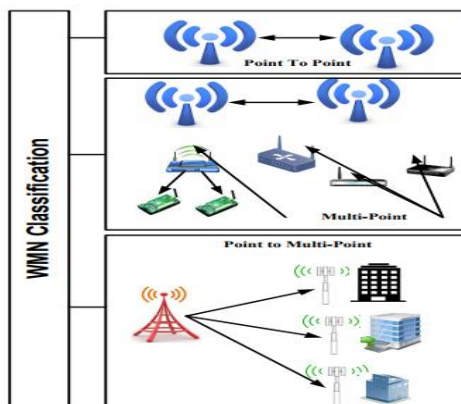 WMN Classification
Point To Point
Multi-Point
Point to Multi-Point